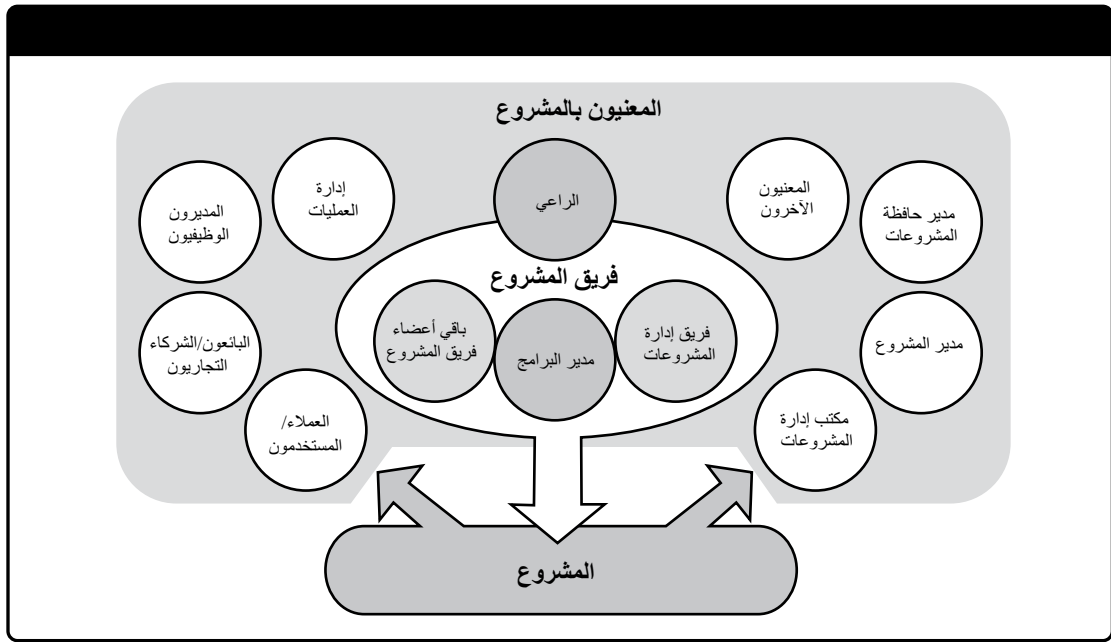 المعنيون بالمشروع
المعنيون
الآخرون
مدير حافظة
المشروعات
مدير المشروع
مكتب إدارة
المشروعات
الراعي
فريق المشروع
فريق إدارة
المشروعات
مدير البرامج
باقي أعضاء
فريق المشروع
إدارة
العمليات
المديرون
الوظيفيون
البائعون/الشركاء
التجاريون
العملاء/
المستخدمون
المشروع